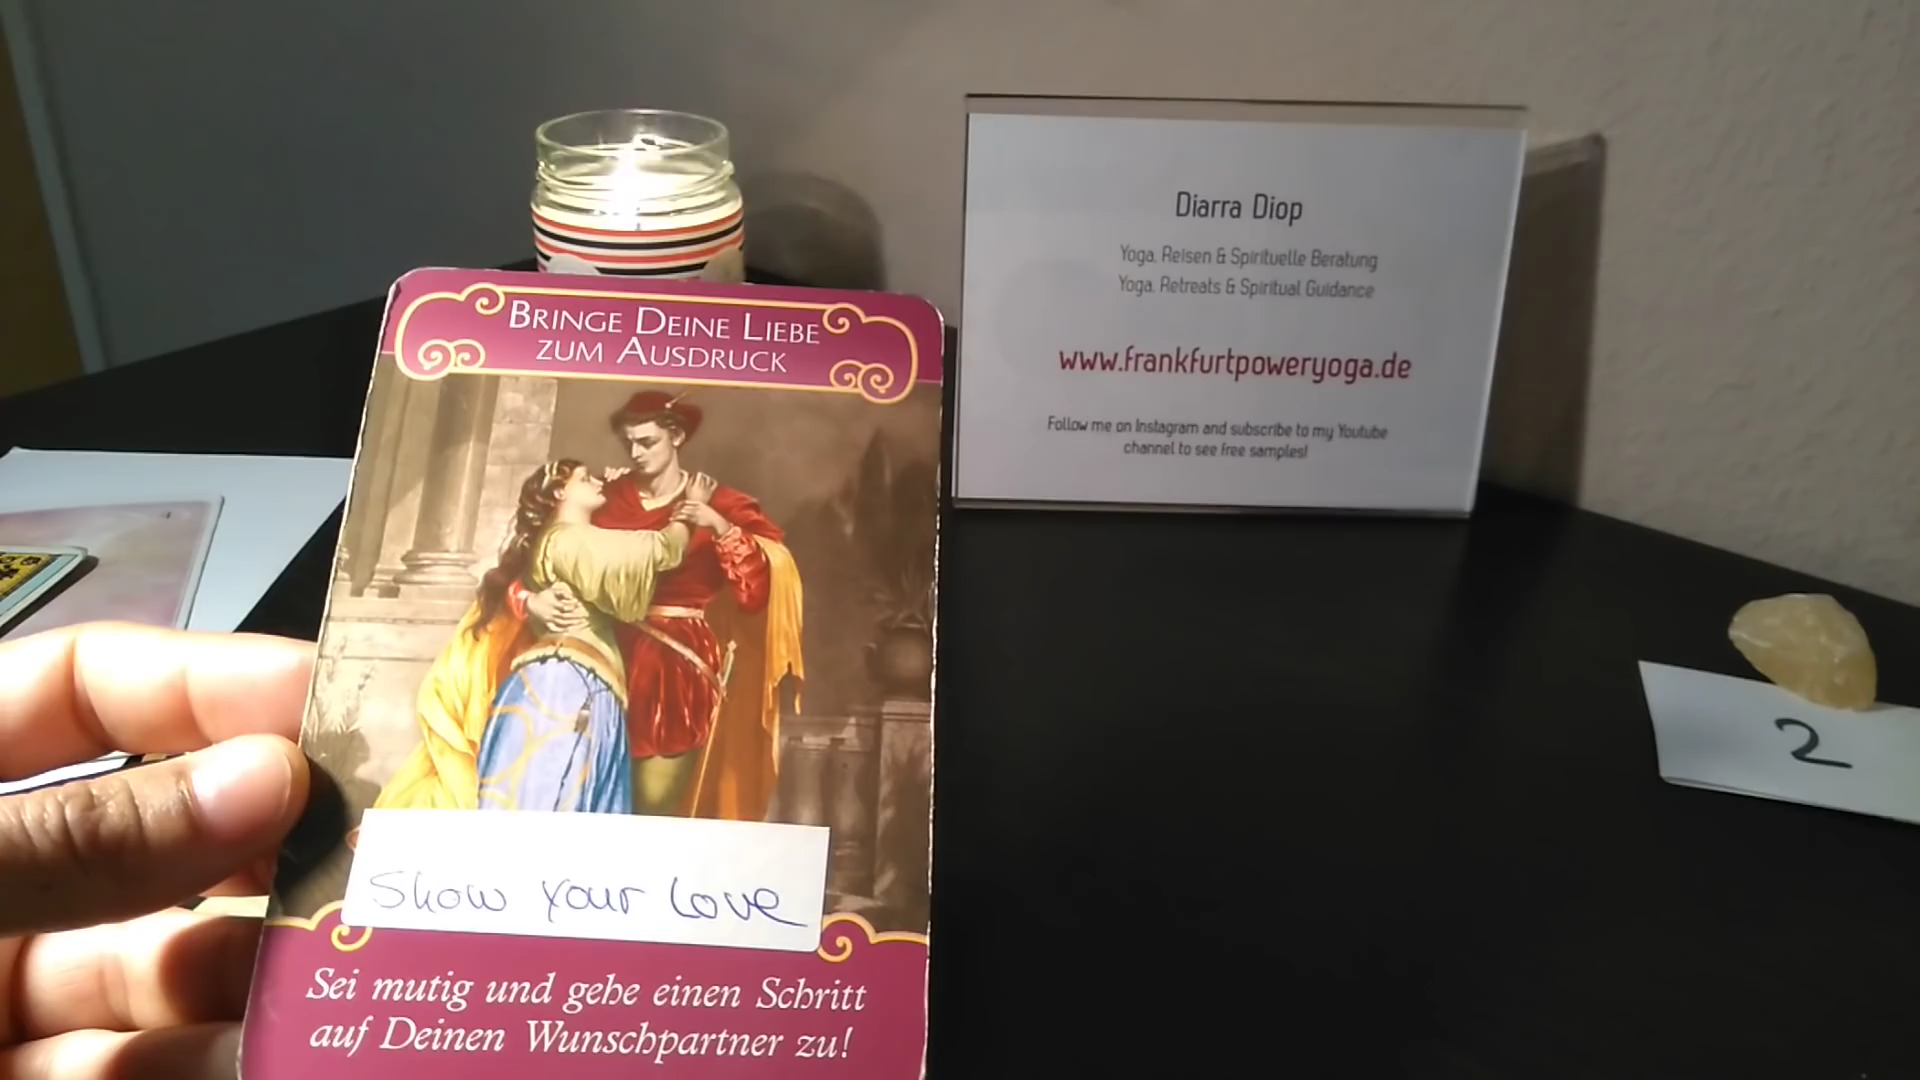 BRINGE DEINE LIEBE
ZUM AUSDRUCK
Show your Love
Sei mutig und gehe einen Schritt
auf Deinen Wunschpartner zu!
Diarra Diop
Yoga, Reisen & Spirituelle Beratung
Yoga, Retreats & Spiritual Guidance
www.frankfurtpoweryoga.de
Follow me on Instagram and subscribe to my Youtube
channel to see free samples!
2